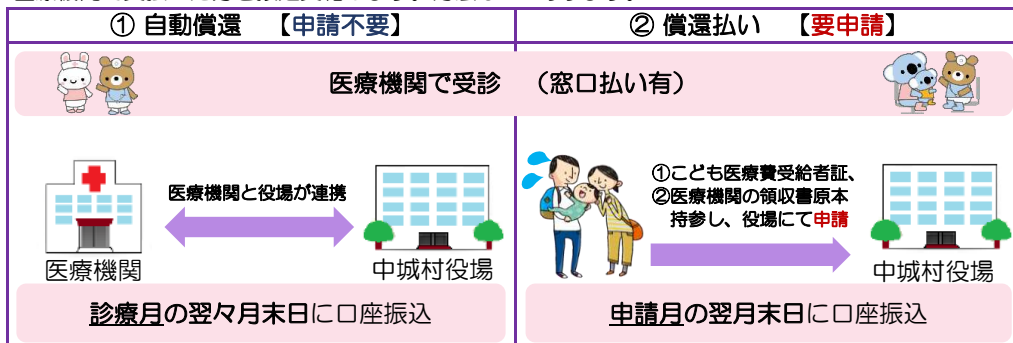 ① 自動償還 【申請不要】
② 償還払い 【要申請】
医療機関で受診 (窓口払い有)
医療機関と役場が連携
医療機関
中城村役場
診療月の翌々月末日に口座振込
①こども医療費受給者証、
②医療機関の領収書原本
持参し、役場にて申請
中城村役場
申請月の翌月末日に口座振込